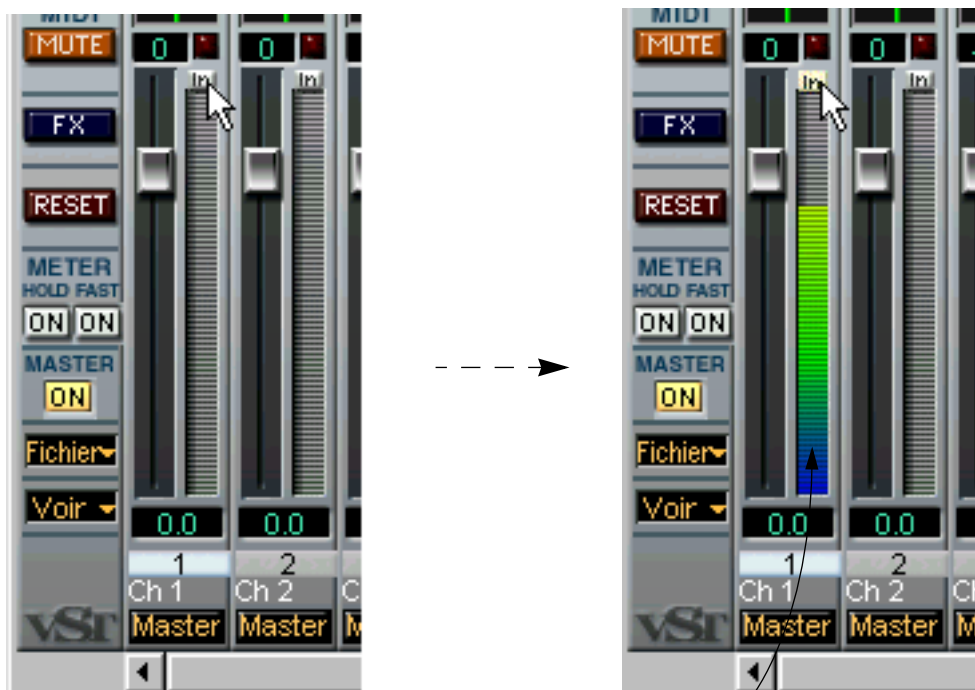 MIDI
MUTE 0 0
In In
FX
RESET
METER
HOLD FAST
ON ON
MASTER
ON
Fichier
Voir
0.0 0.0
1 2
Ch 1 Ch 2
VST Master Master
MIDI
MUTE 0 0
In In
FX
RESET
METER
HOLD FAST
ON ON
MASTER
ON
Fichier
Voir
0.0 0.0
1 2
Ch 1 Ch 2
VST Master Master